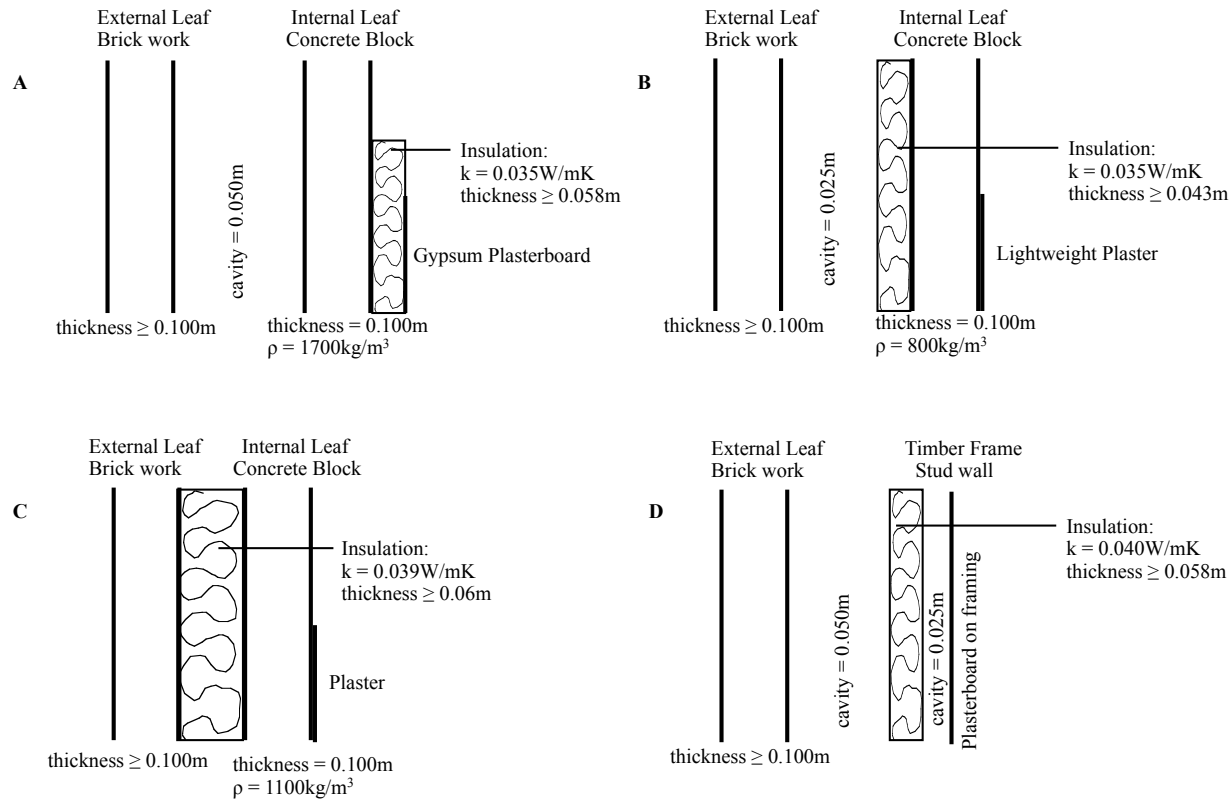 External Leaf
Brick work
Internal Leaf
Concrete Block
A
cavity = 0.050m
Insulation:
k = 0.035W/mK
thickness ≥ 0.058m
Gypsum Plasterboard
thickness ≥ 0.100m
thickness = 0.100m
ρ = 1700kg/m³
External Leaf
Brick work
Internal Leaf
Concrete Block
B
cavity = 0.025m
Insulation:
k = 0.035W/mK
thickness ≥ 0.043m
Lightweight Plaster
thickness ≥ 0.100m
thickness = 0.100m
ρ = 800kg/m³
External Leaf
Brick work
Internal Leaf
Concrete Block
C
Insulation:
k = 0.039W/mK
thickness ≥ 0.06m
Plaster
thickness ≥ 0.100m
thickness = 0.100m
ρ = 1100kg/m³
External Leaf
Brick work
Timber Frame
Stud wall
D
cavity = 0.050m
cavity = 0.025m
Plasterboard on framing
Insulation:
k = 0.040W/mK
thickness ≥ 0.058m
thickness ≥ 0.100m